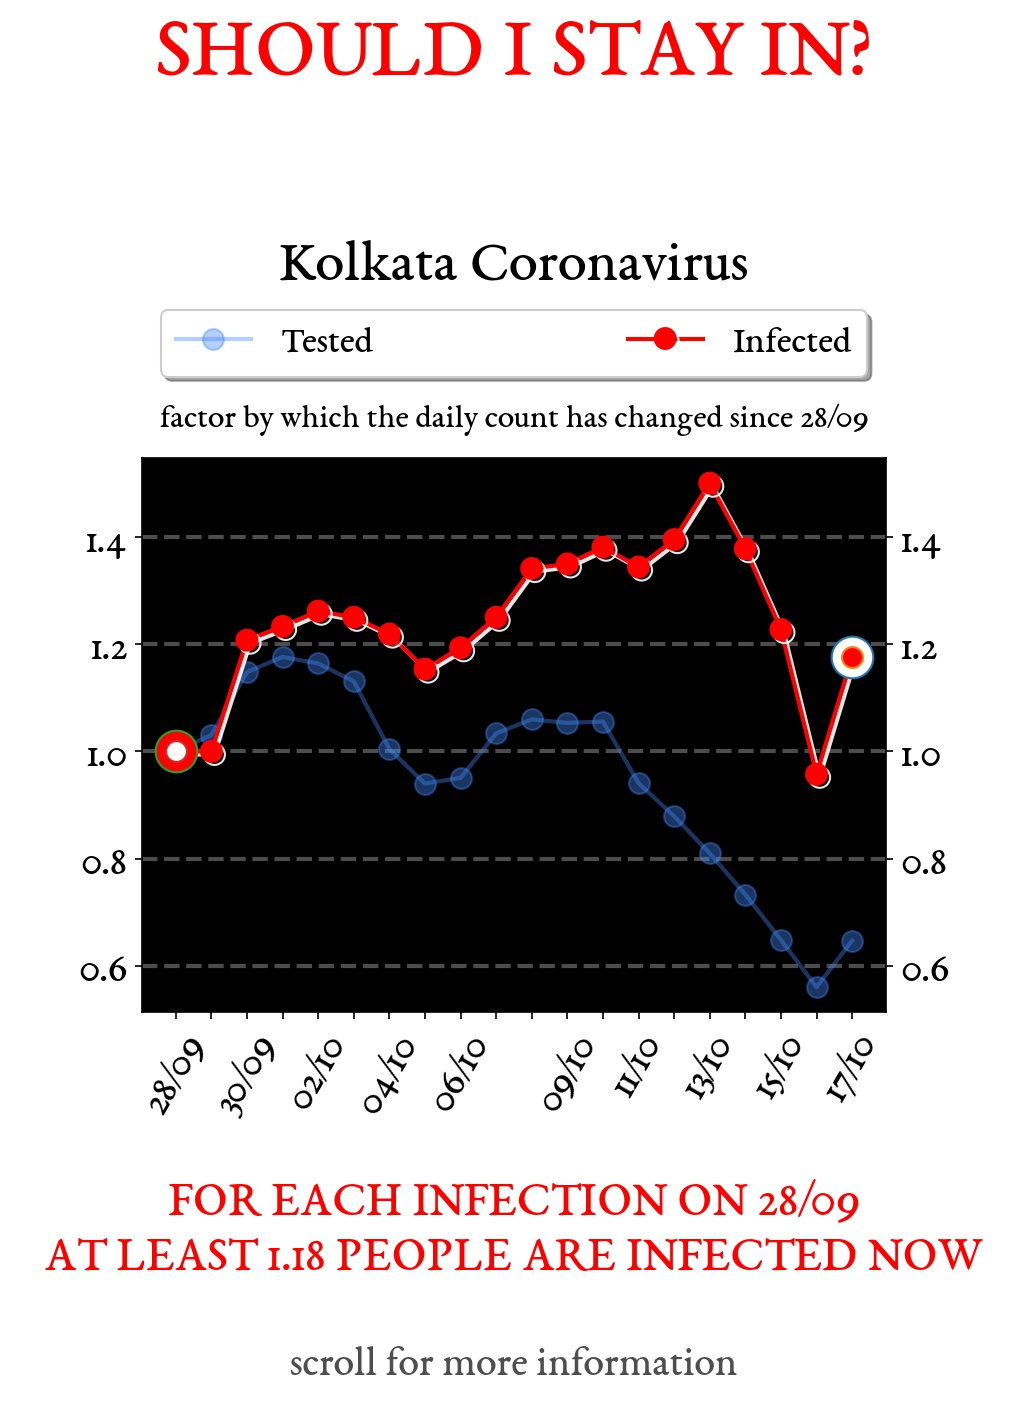 SHOULD I STAY IN?
Kolkata Coronavirus
Tested Infected
factor by which the daily count has changed since 28/09
1.4 1.4
1.2 1.2
1.0 1.0
0.8 0.8
0.6 0.6
28/09 30/09 02/10 04/10 06/10 09/10 11/10 13/10 15/10 17/10
FOR EACH INFECTION ON 28/09
AT LEAST 1.18 PEOPLE ARE INFECTED NOW
scroll for more information